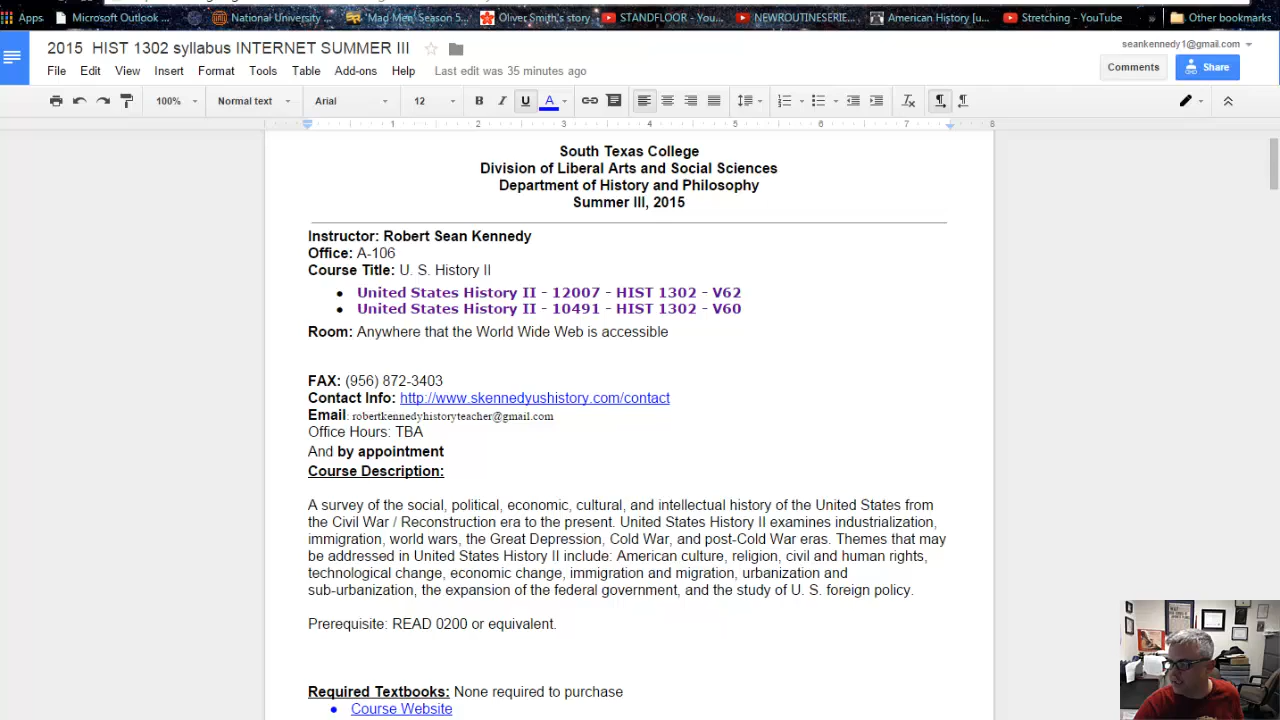 Apps Microsoft Outlook ... National University ... 'Mad Men' Season 5... Oliver Smith's story STANDFLOOR - You... NEWROUTINESERIE... American History [u... Stretching - YouTube » Other bookmarks
2015 HIST 1302 syllabus INTERNET SUMMER III
seankennedy1@gmail.com
File Edit View Insert Format Tools Table Add-ons Help Last edit was 35 minutes ago
Comments Share
100% Normal text Arial 12 B I U A
1 2 3 4 5 6 7 8
South Texas College
Division of Liberal Arts and Social Sciences
Department of History and Philosophy
Summer III, 2015
Instructor: Robert Sean Kennedy
Office: A-106
Course Title: U. S. History II
● United States History II - 12007 - HIST 1302 - V62
● United States History II - 10491 - HIST 1302 - V60
Room: Anywhere that the World Wide Web is accessible
FAX: (956) 872-3403
Contact Info: http://www.skennedyushistory.com/contact
Email: robertkennedyhistoryteacher@gmail.com
Office Hours: TBA
And by appointment
Course Description:
A survey of the social, political, economic, cultural, and intellectual history of the United States from
the Civil War / Reconstruction era to the present. United States History II examines industrialization,
immigration, world wars, the Great Depression, Cold War, and post-Cold War eras. Themes that may
be addressed in United States History II include: American culture, religion, civil and human rights,
technological change, economic change, immigration and migration, urbanization and
sub-urbanization, the expansion of the federal government, and the study of U. S. foreign policy.
Prerequisite: READ 0200 or equivalent.
Required Textbooks: None required to purchase
● Course Website